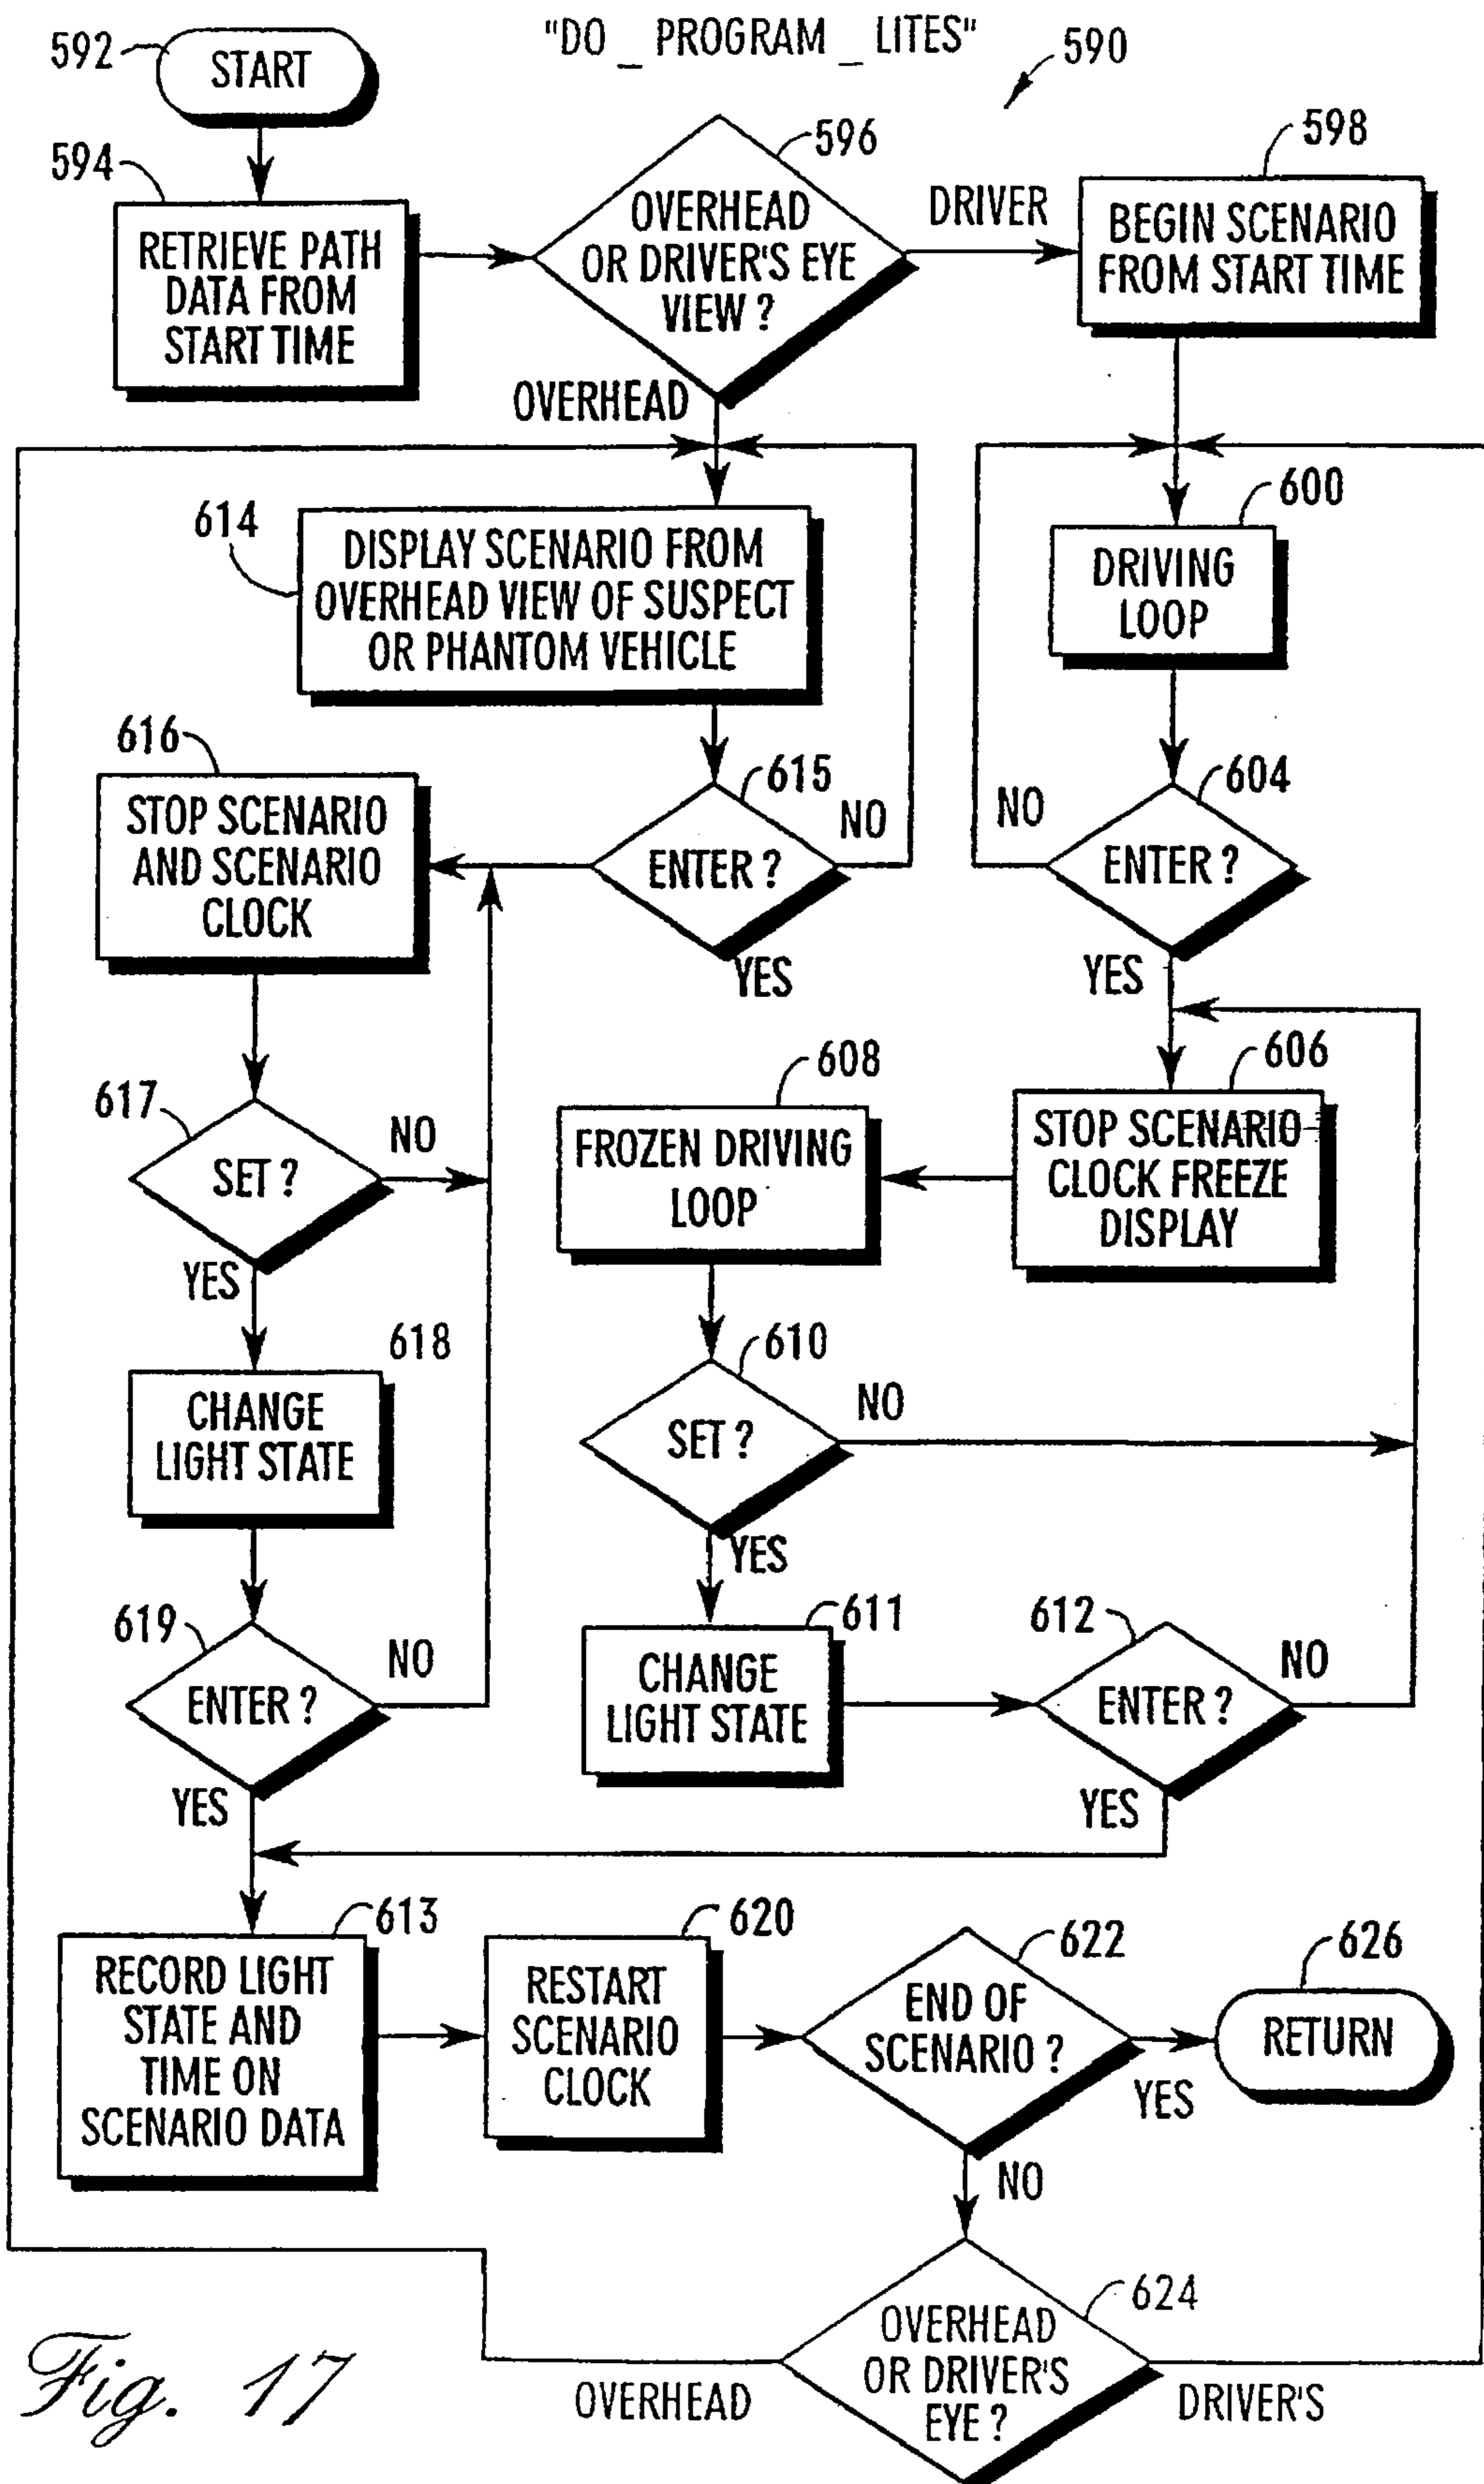 "DO _ PROGRAM _ LITES"
590
592
START
594
RETRIEVE PATH
DATA FROM
START TIME
596
OVERHEAD
OR DRIVER'S EYE
VIEW ?
DRIVER
598
BEGIN SCENARIO
FROM START TIME
OVERHEAD
600
DRIVING
LOOP
614
DISPLAY SCENARIO FROM
OVERHEAD VIEW OF SUSPECT
OR PHANTOM VEHICLE
616
STOP SCENARIO
AND SCENARIO
CLOCK
615
ENTER ?
NO
YES
604
ENTER ?
NO
YES
617
SET ?
NO
YES
608
FROZEN DRIVING
LOOP
606
STOP SCENARIO
CLOCK FREEZE
DISPLAY
618
CHANGE
LIGHT STATE
610
SET ?
NO
YES
619
ENTER ?
NO
YES
611
CHANGE
LIGHT STATE
612
ENTER ?
NO
YES
613
RECORD LIGHT
STATE AND
TIME ON
SCENARIO DATA
620
RESTART
SCENARIO
CLOCK
622
END OF
SCENARIO ?
YES
NO
626
RETURN
624
OVERHEAD
OR DRIVER'S
EYE ?
OVERHEAD
DRIVER'S
Fig. 17